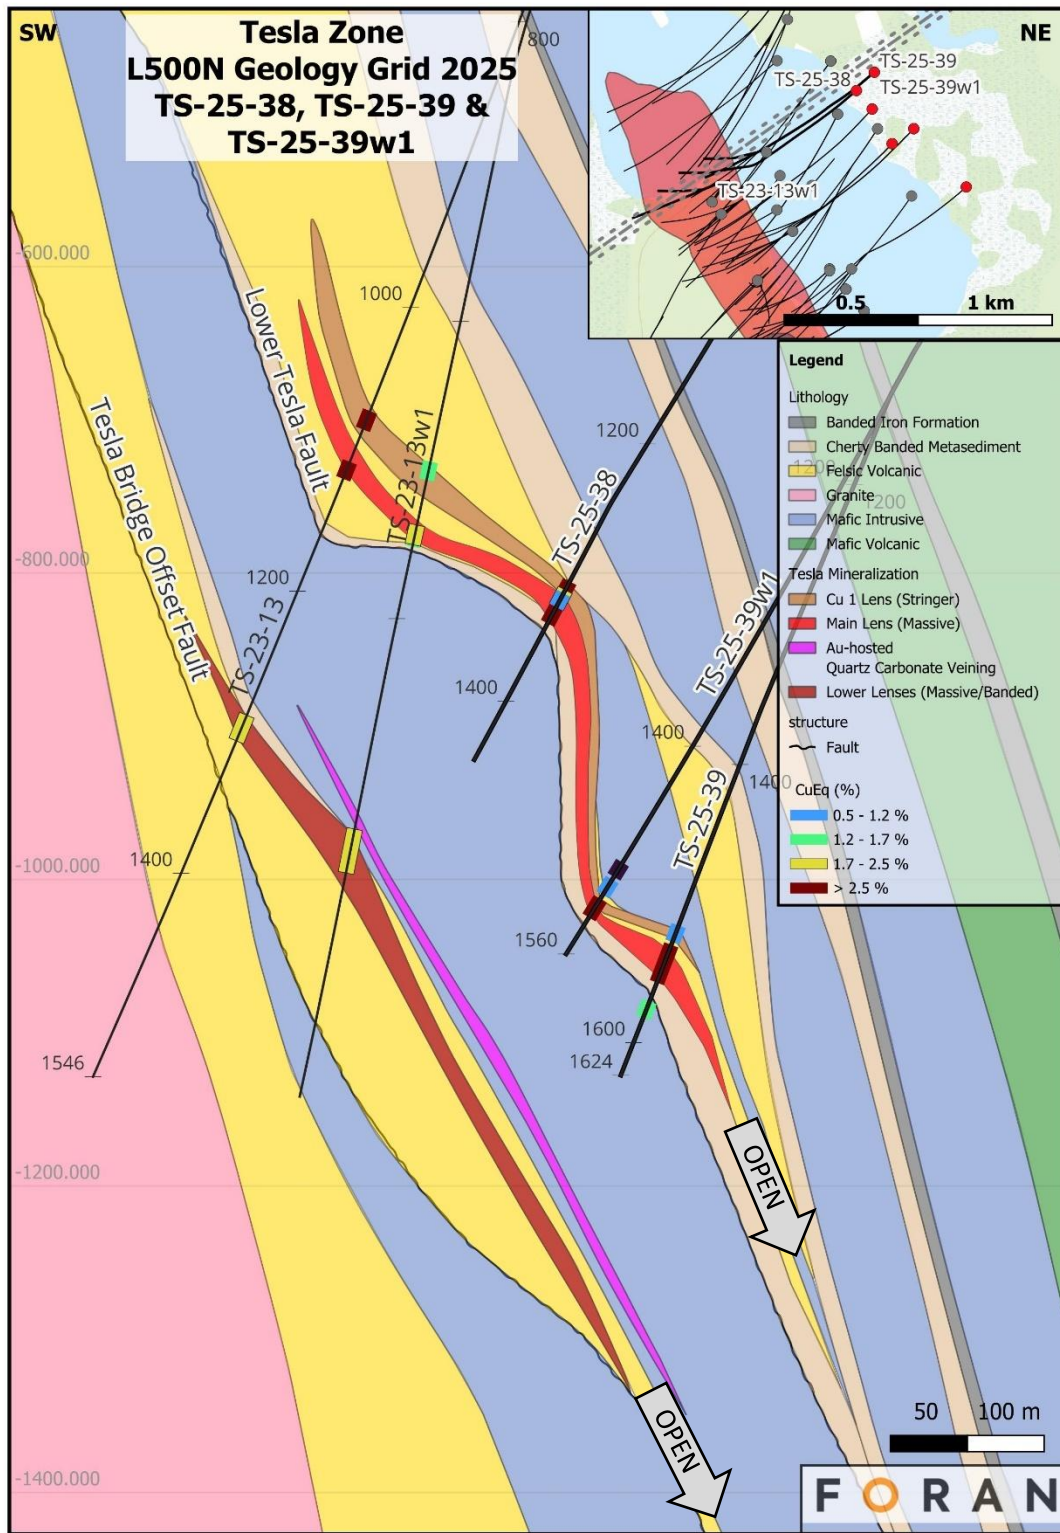 SW
Tesla Zone
L500N Geology Grid 2025
TS-25-38, TS-25-39 &
TS-25-39w1
800
NE
TS-25-39
TS-25-38
TS-25-39w1
TS-23-13w1
0.5 1 km
-600.000
1000
Lower Tesla Fault
Tesla Bridge Offset Fault
TS-23-13w1
1200
TS-25-38
-800.000
1200
TS-23-13
1400
TS-25-39w1
1400
1400
TS-25-39
-1000.000
1400
1560
1600
1624
1546
-1200.000
OPEN
OPEN
-1400.000
Legend
Lithology
Banded Iron Formation
Cherty Banded Metasediment
Felsic Volcanic
1200
Granite
1200
Mafic Intrusive
Mafic Volcanic
Tesla Mineralization
Cu 1 Lens (Stringer)
Main Lens (Massive)
Au-hosted
Quartz Carbonate Veining
Lower Lenses (Massive/Banded)
structure
Fault
CuEq (%)
0.5 - 1.2 %
1.2 - 1.7 %
1.7 - 2.5 %
> 2.5 %
50 100 m
FORAN